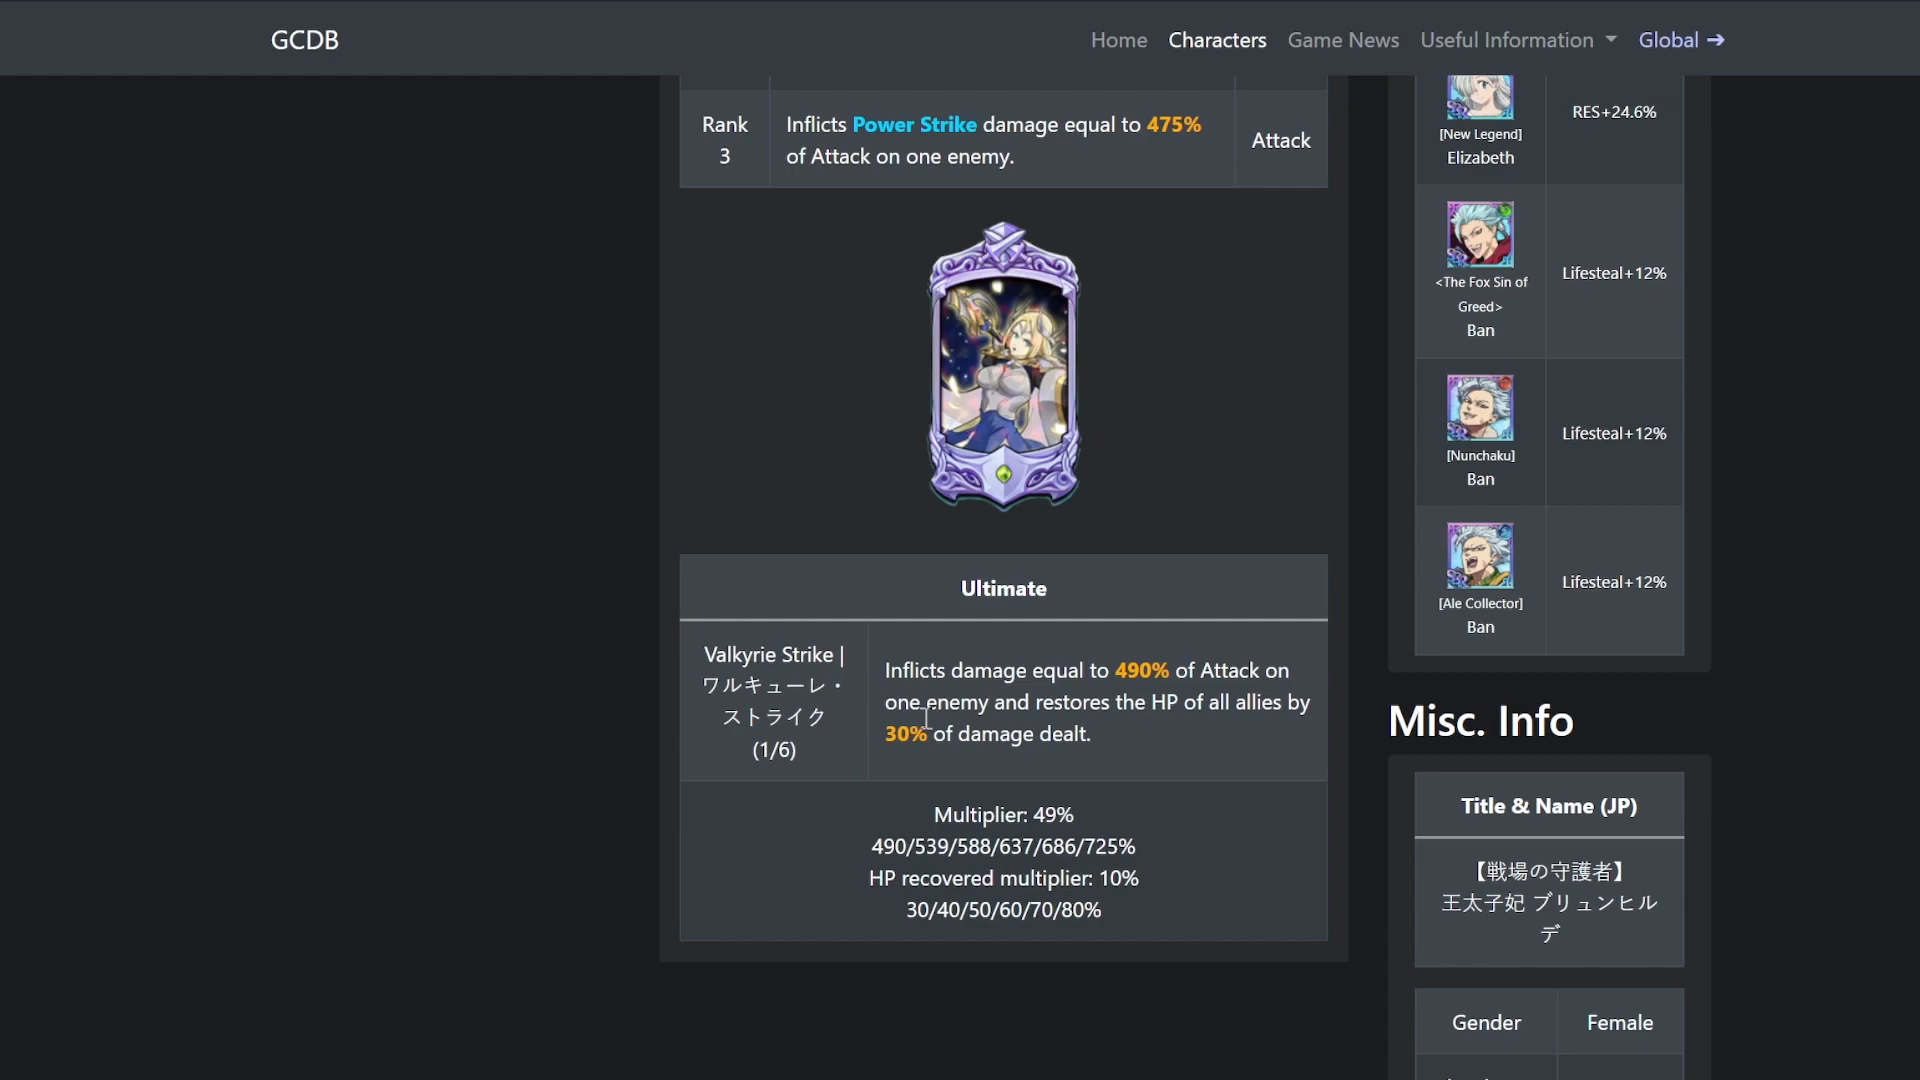 GCDB
Home
Characters
Game News
Useful Information
Global ➔
Rank
3
Inflicts Power Strike damage equal to 475%
of Attack on one enemy.
Attack
Ultimate
Valkyrie Strike |
ワルキューレ・
ストライク
(1/6)
Inflicts damage equal to 490% of Attack on
one enemy and restores the HP of all allies by
30% of damage dealt.
Multiplier: 49%
490/539/588/637/686/725%
HP recovered multiplier: 10%
30/40/50/60/70/80%
[New Legend]
Elizabeth
RES+24.6%
<The Fox Sin of
Greed>
Ban
Lifesteal+12%
[Nunchaku]
Ban
Lifesteal+12%
[Ale Collector]
Ban
Lifesteal+12%
Misc. Info
Title & Name (JP)
【戦場の守護者】
王太子妃 ブリュンヒル
デ
Gender
Female